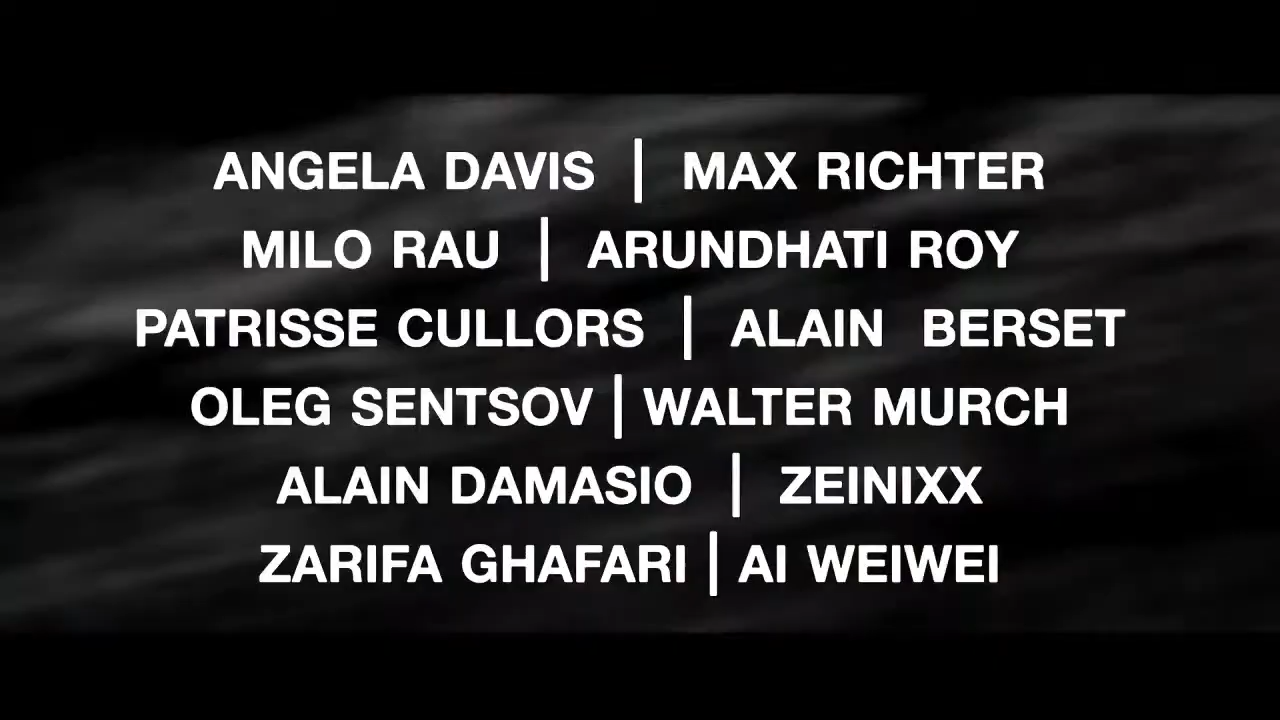 ANGELA DAVIS | MAX RICHTER
MILO RAU | ARUNDHATI ROY
PATRISSE CULLORS | ALAIN BERSET
OLEG SENTSOV | WALTER MURCH
ALAIN DAMASIO | ZEINIXX
ZARIFA GHAFARI | AI WEIWEI